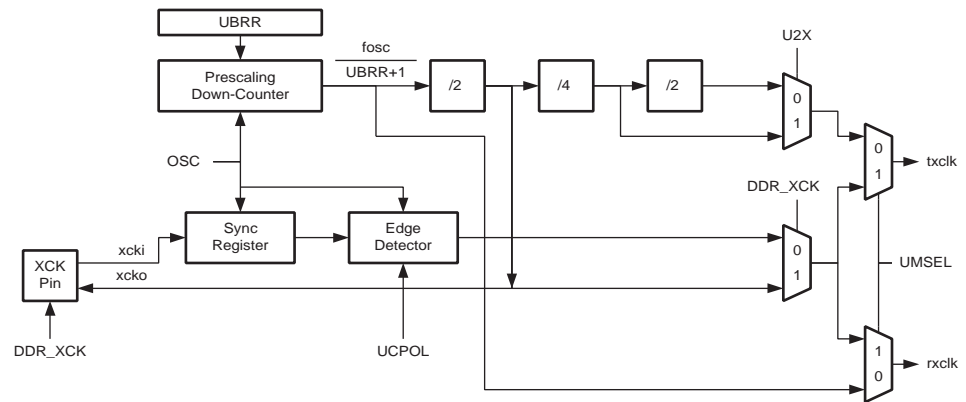 UBRR
fosc
U2X
Prescaling
Down-Counter
UBRR+1
/2
/4
/2
0
1
OSC
0
1
txclk
DDR_XCK
Sync
Register
Edge
Detector
xcki
0
1
XCK
Pin
xcko
UMSEL
DDR_XCK
UCPOL
1
0
rxclk